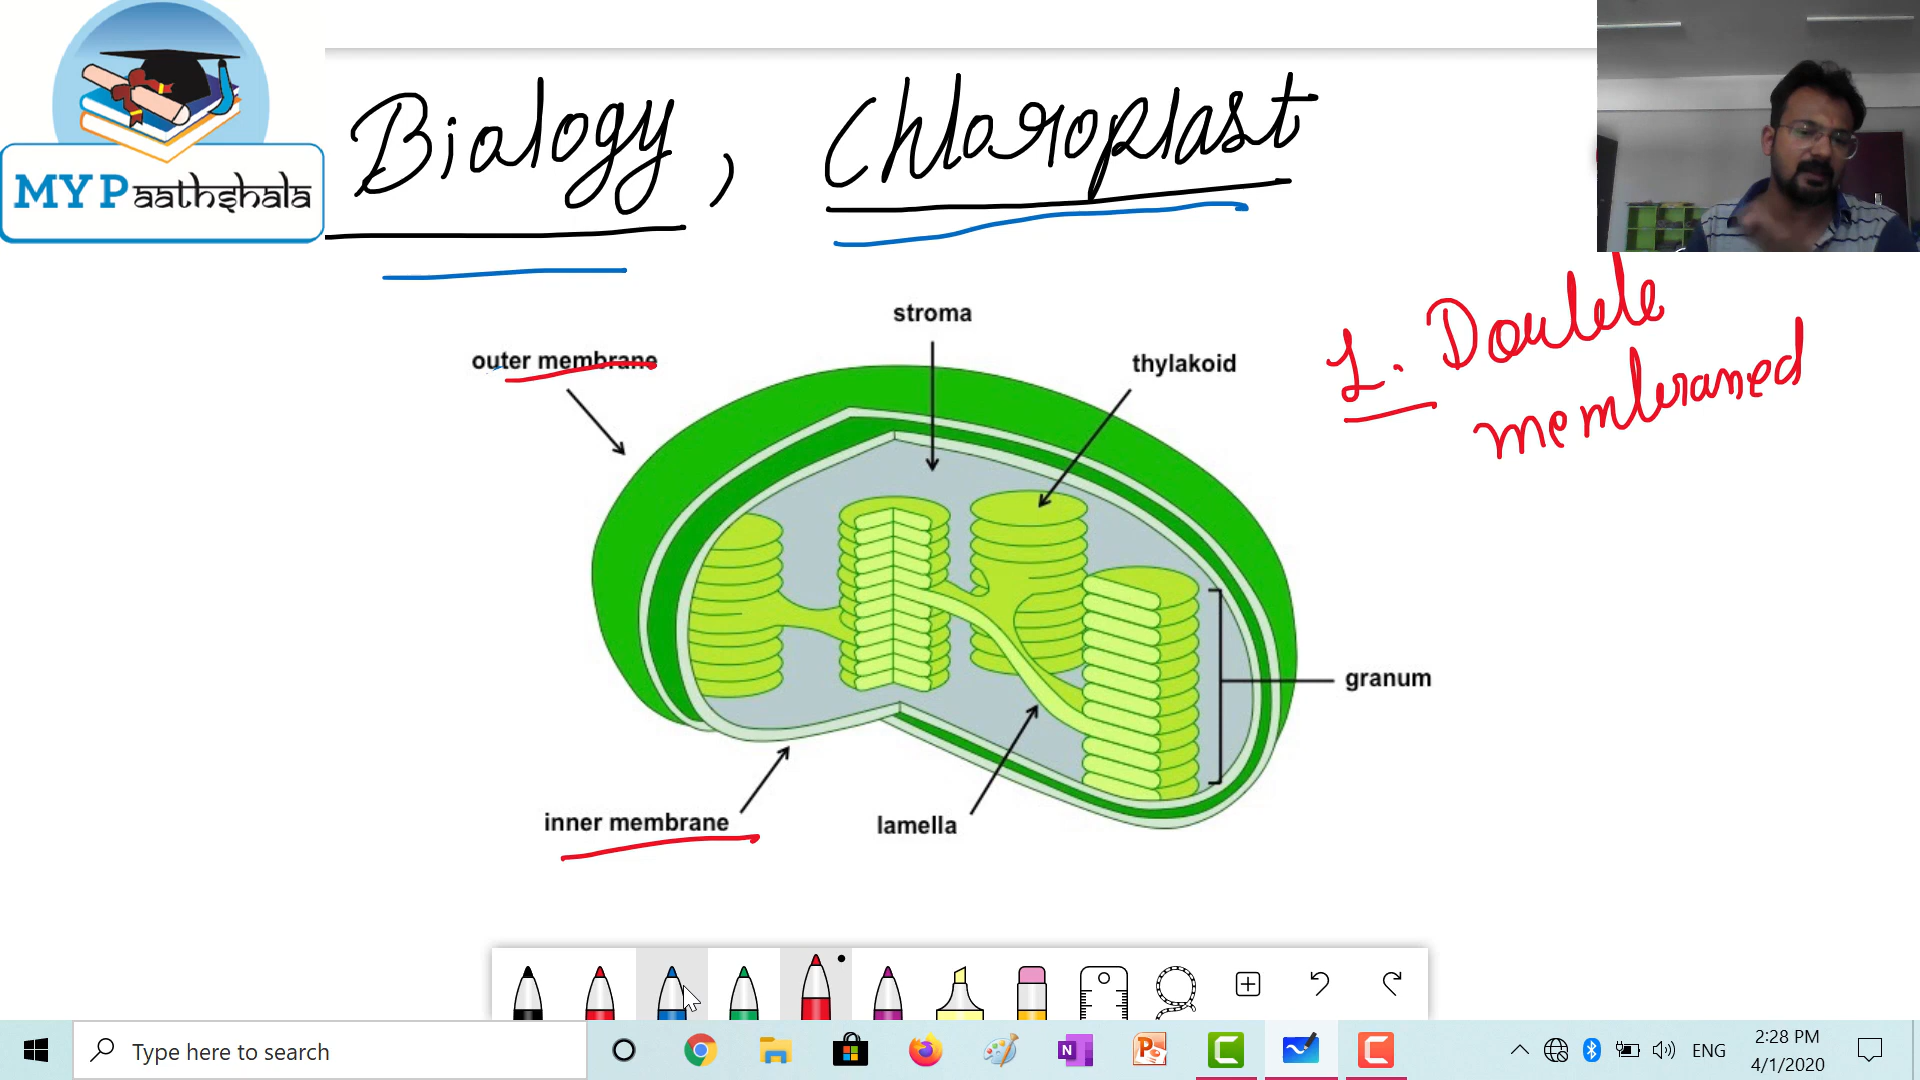 MY Paathshala
Biology, Chloroplast
stroma
outer membrane
thylakoid
1. Double
membraned
granum
inner membrane
lamella
Type here to search
N
ENG
2:28 PM
4/1/2020